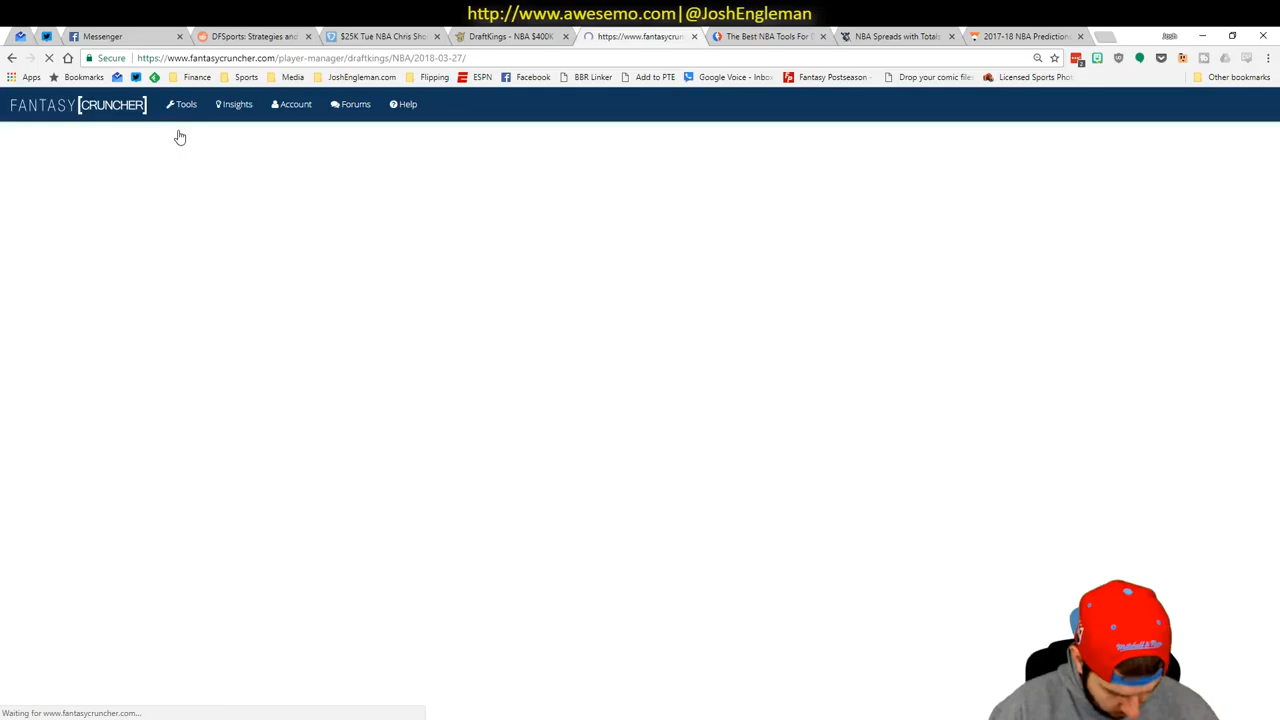 http://www.awesemo.com|@JoshEngleman
Messenger
DFSports: Strategies and
$25K Tue NBA Chris Sho
DraftKings - NBA $400K
https://www.fantasycrun
The Best NBA Tools For
NBA Spreads with Totals
2017-18 NBA Prediction
Josh
Secure
https://www.fantasycruncher.com/player-manager/draftkings/NBA/2018-03-27/
Apps
Bookmarks
Finance
Sports
Media
JoshEngleman.com
Flipping
ESPN
Facebook
BBR Linker
Add to PTE
Google Voice - Inbox
Fantasy Postseason
Drop your comic files
Licensed Sports Phot
Other bookmarks
FANTASY[CRUNCHER]
Tools
Insights
Account
Forums
Help
Waiting for www.fantasycruncher.com...